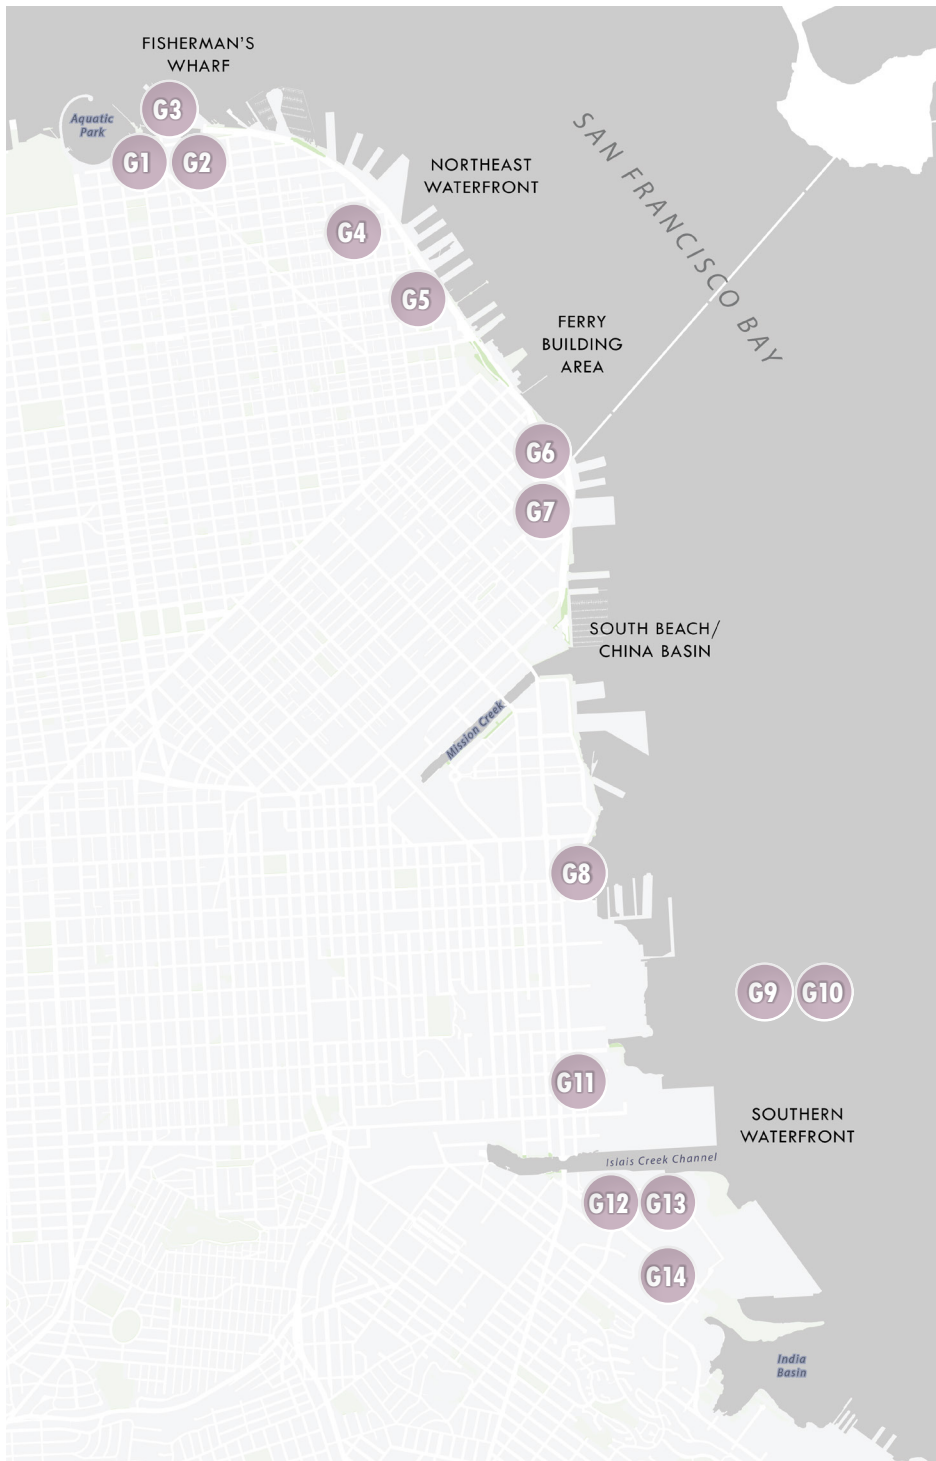 FISHERMAN'S
WHARF
G3
Aquatic
Park
G1
G2
SAN FRANCISCO BAY
NORTHEAST
WATERFRONT
G4
G5
FERRY
BUILDING
AREA
G6
G7
SOUTH BEACH/
CHINA BASIN
Mission Creek
G8
G9
G10
G11
SOUTHERN
WATERFRONT
Islais Creek Channel
G12
G13
G14
India
Basin